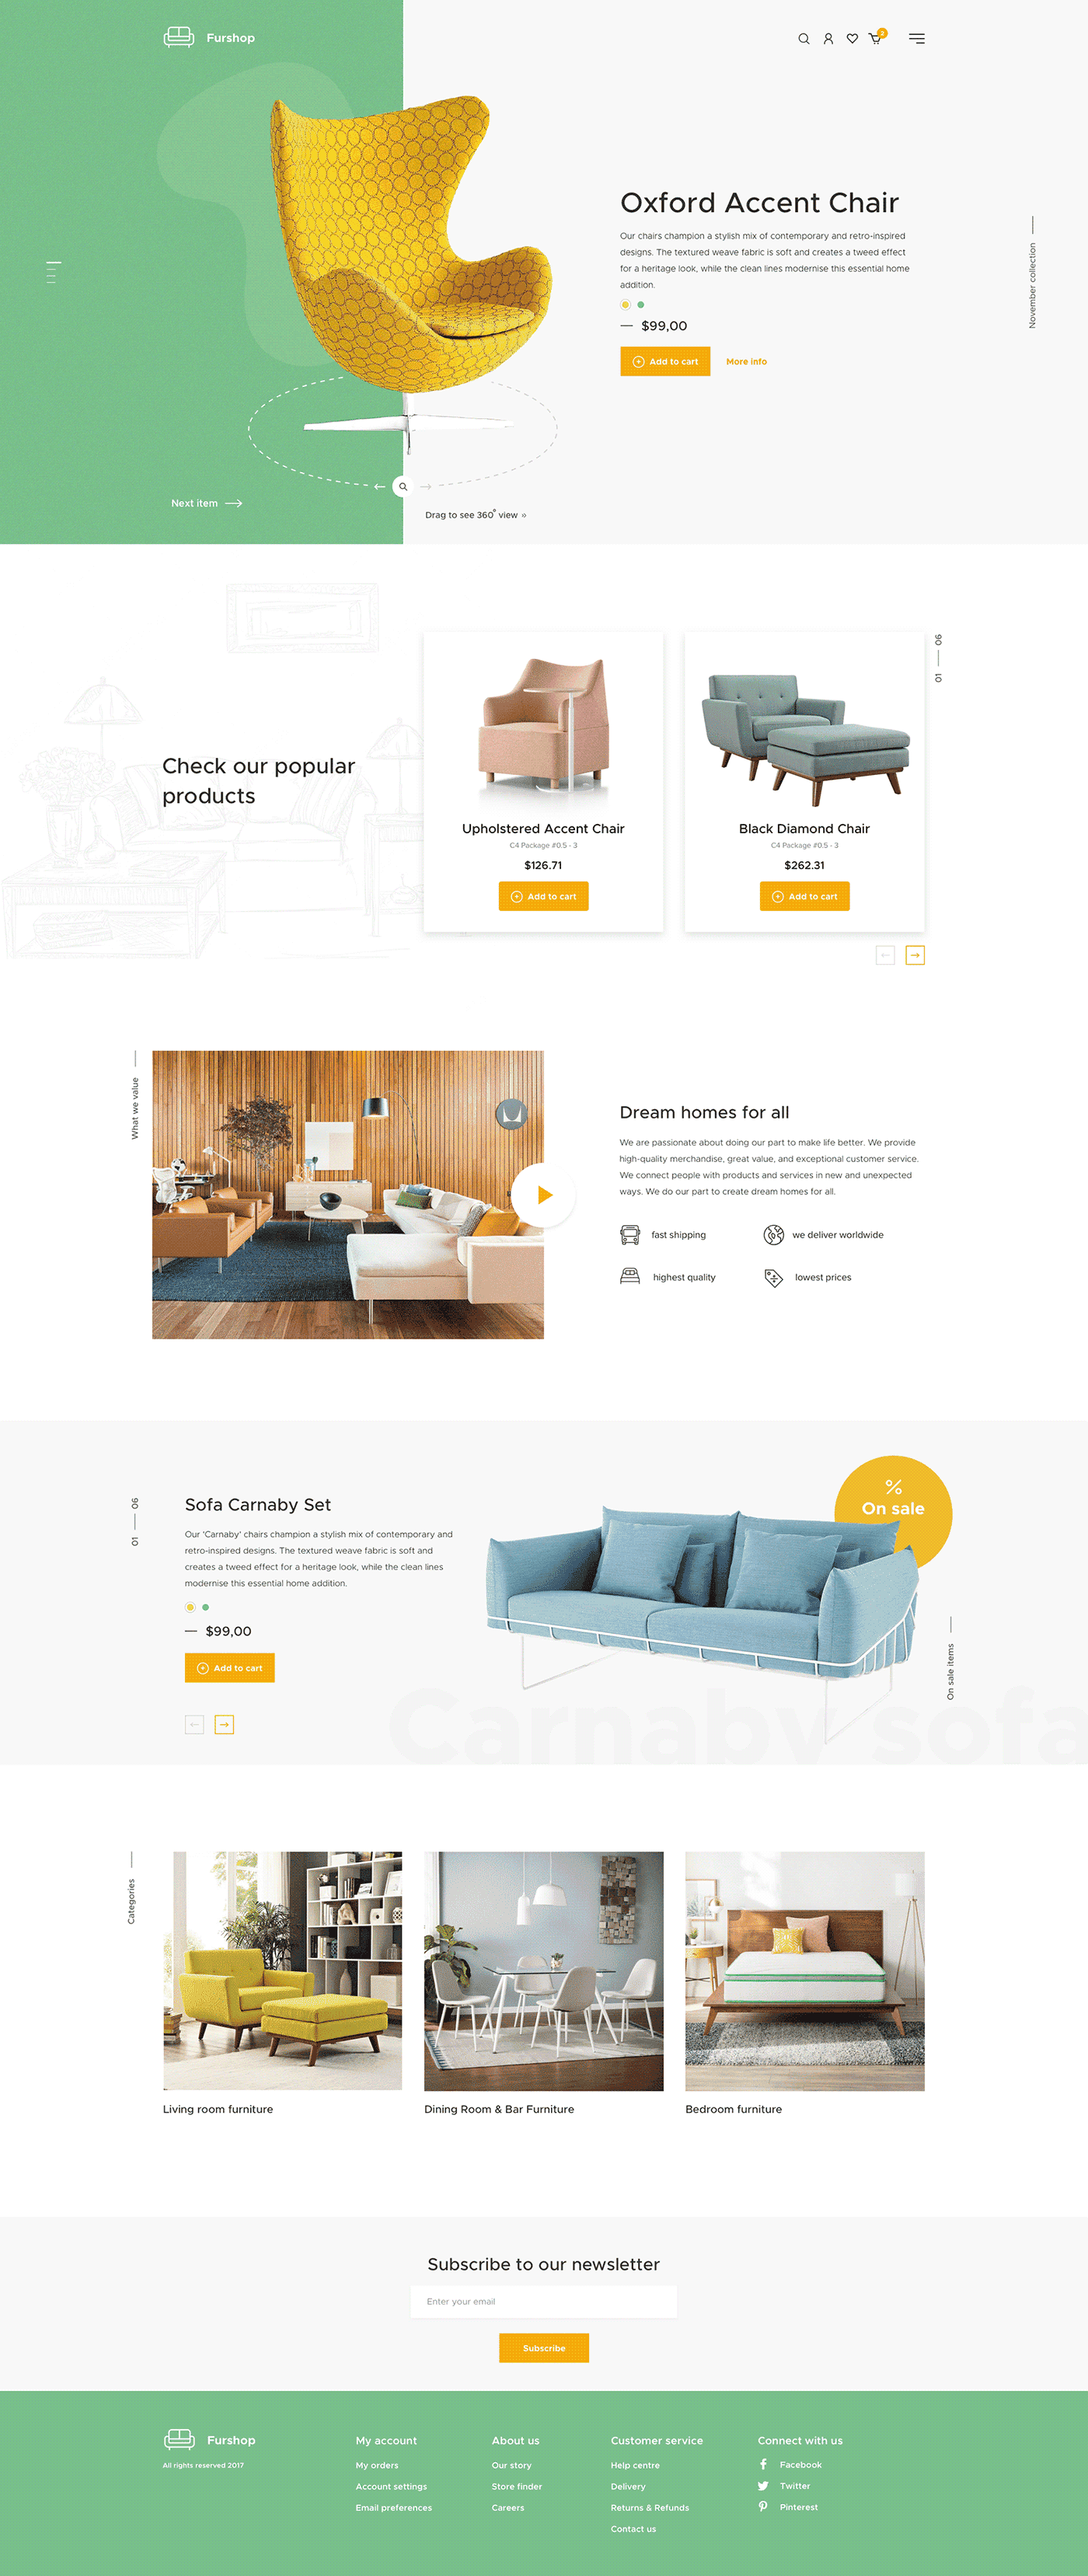 Furshop
2
Oxford Accent Chair
Our chairs champion a stylish mix of contemporary and retro-inspired
designs. The textured weave fabric is soft and creates a tweed effect
for a heritage look, while the clean lines modernise this essential home
addition.
— $99,00
Add to cart
More info
November collection
Next item
Drag to see 360° view
Check our popular
products
Upholstered Accent Chair
C4 Package #0.5 - 3
$126.71
Add to cart
Black Diamond Chair
C4 Package #0.5 - 3
$262.31
Add to cart
01 — 06
What we value
Dream homes for all
We are passionate about doing our part to make life better. We provide
high-quality merchandise, great value, and exceptional customer service.
We connect people with products and services in new and unexpected
ways. We do our part to create dream homes for all.
fast shipping
we deliver worldwide
highest quality
lowest prices
01 — 06
Sofa Carnaby Set
Our 'Carnaby' chairs champion a stylish mix of contemporary and
retro-inspired designs. The textured weave fabric is soft and
creates a tweed effect for a heritage look, while the clean lines
modernise this essential home addition.
— $99,00
Add to cart
%
On sale
On sale items
Carnaby sofa
Categories
Living room furniture
Dining Room & Bar Furniture
Bedroom furniture
Subscribe to our newsletter
Enter your email
Subscribe
Furshop
All rights reserved 2017
My account
My orders
Account settings
Email preferences
About us
Our story
Store finder
Careers
Customer service
Help centre
Delivery
Returns & Refunds
Contact us
Connect with us
Facebook
Twitter
Pinterest